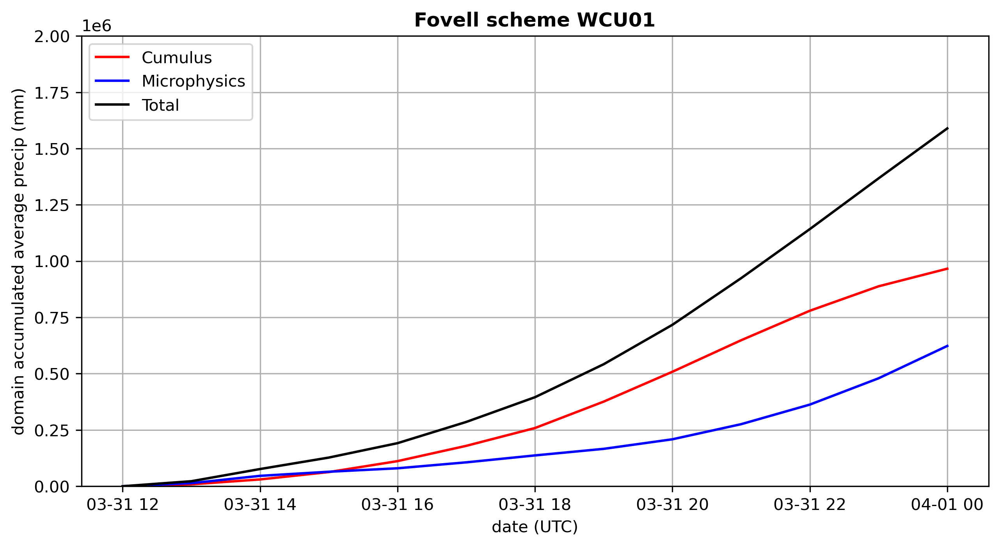 Fovell scheme WCU01
1e6
2.00
1.75
1.50
1.25
1.00
0.75
0.50
0.25
0.00
domain accumulated average precip (mm)
Cumulus
Microphysics
Total
03-31 12
03-31 14
03-31 16
03-31 18
03-31 20
03-31 22
04-01 00
date (UTC)